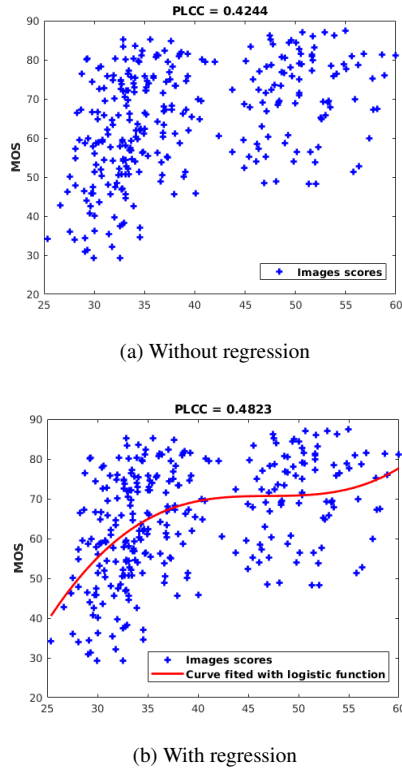 PLCC = 0.4244
90
80
70
60
50
40
30
20
MOS
25 30 35 40 45 50 55 60
Images scores
(a) Without regression
PLCC = 0.4823
90
80
70
60
50
40
30
20
MOS
25 30 35 40 45 50 55 60
Images scores
Curve fited with logistic function
(b) With regression